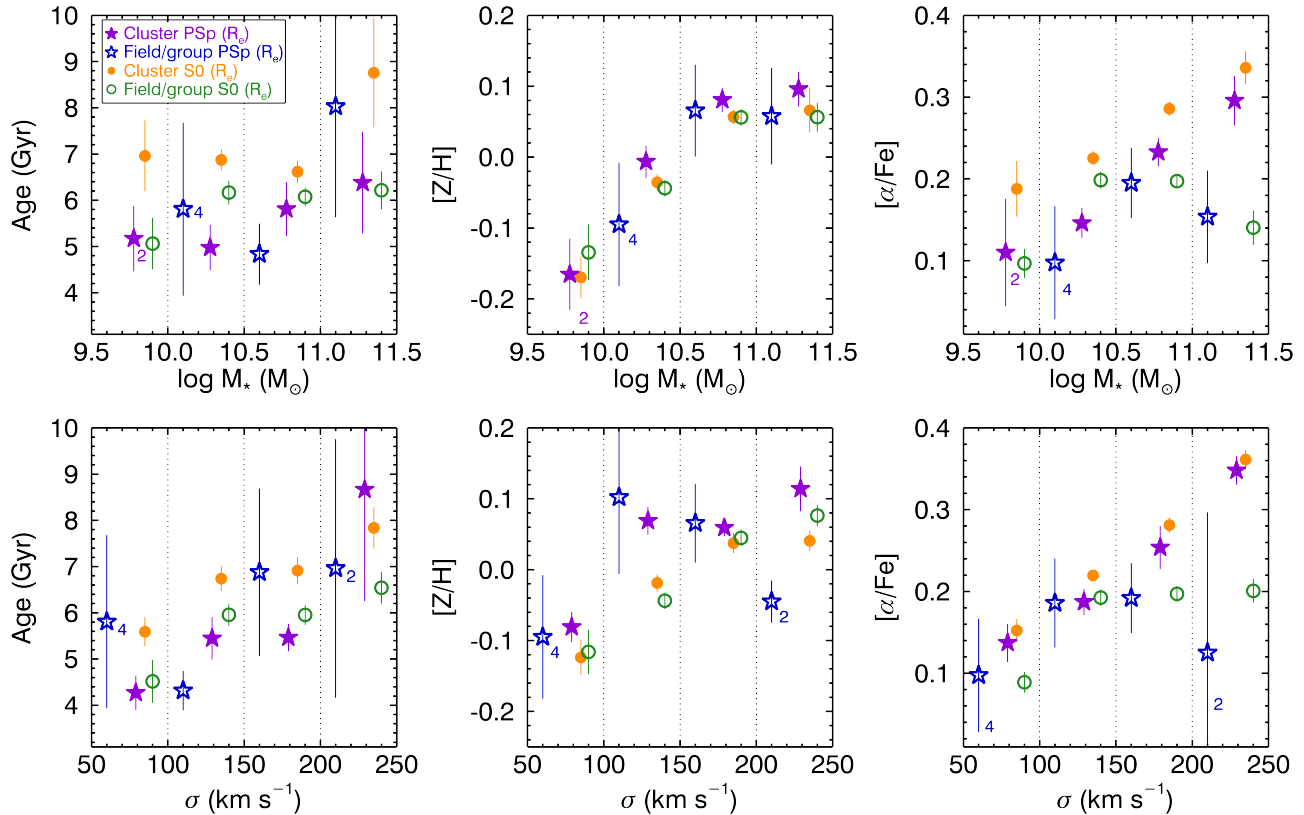 Age (Gyr)
10
9
8
7
6
5
4
Cluster PSp (Rₑ)
Field/group PSp (Rₑ)
Cluster S0 (Rₑ)
Field/group S0 (Rₑ)
2
4
9.5 10.0 10.5 11.0 11.5
log M* (M⊙)
[Z/H]
0.2
0.1
0.0
-0.1
-0.2
2
4
9.5 10.0 10.5 11.0 11.5
log M* (M⊙)
[α/Fe]
0.4
0.3
0.2
0.1
2
4
9.5 10.0 10.5 11.0 11.5
log M* (M⊙)
Age (Gyr)
10
9
8
7
6
5
4
4
2
50 100 150 200 250
σ (km s⁻¹)
[Z/H]
0.2
0.1
0.0
-0.1
-0.2
4
2
50 100 150 200 250
σ (km s⁻¹)
[α/Fe]
0.4
0.3
0.2
0.1
4
2
50 100 150 200 250
σ (km s⁻¹)